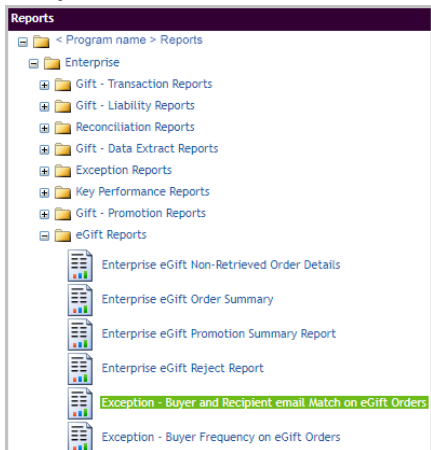 Reports
< Program name > Reports
Enterprise
Gift - Transaction Reports
Gift - Liability Reports
Reconciliation Reports
Gift - Data Extract Reports
Exception Reports
Key Performance Reports
Gift - Promotion Reports
eGift Reports
Enterprise eGift Non-Retrieved Order Details
Enterprise eGift Order Summary
Enterprise eGift Promotion Summary Report
Enterprise eGift Reject Report
Exception - Buyer and Recipient email Match on eGift Orders
Exception - Buyer Frequency on eGift Orders